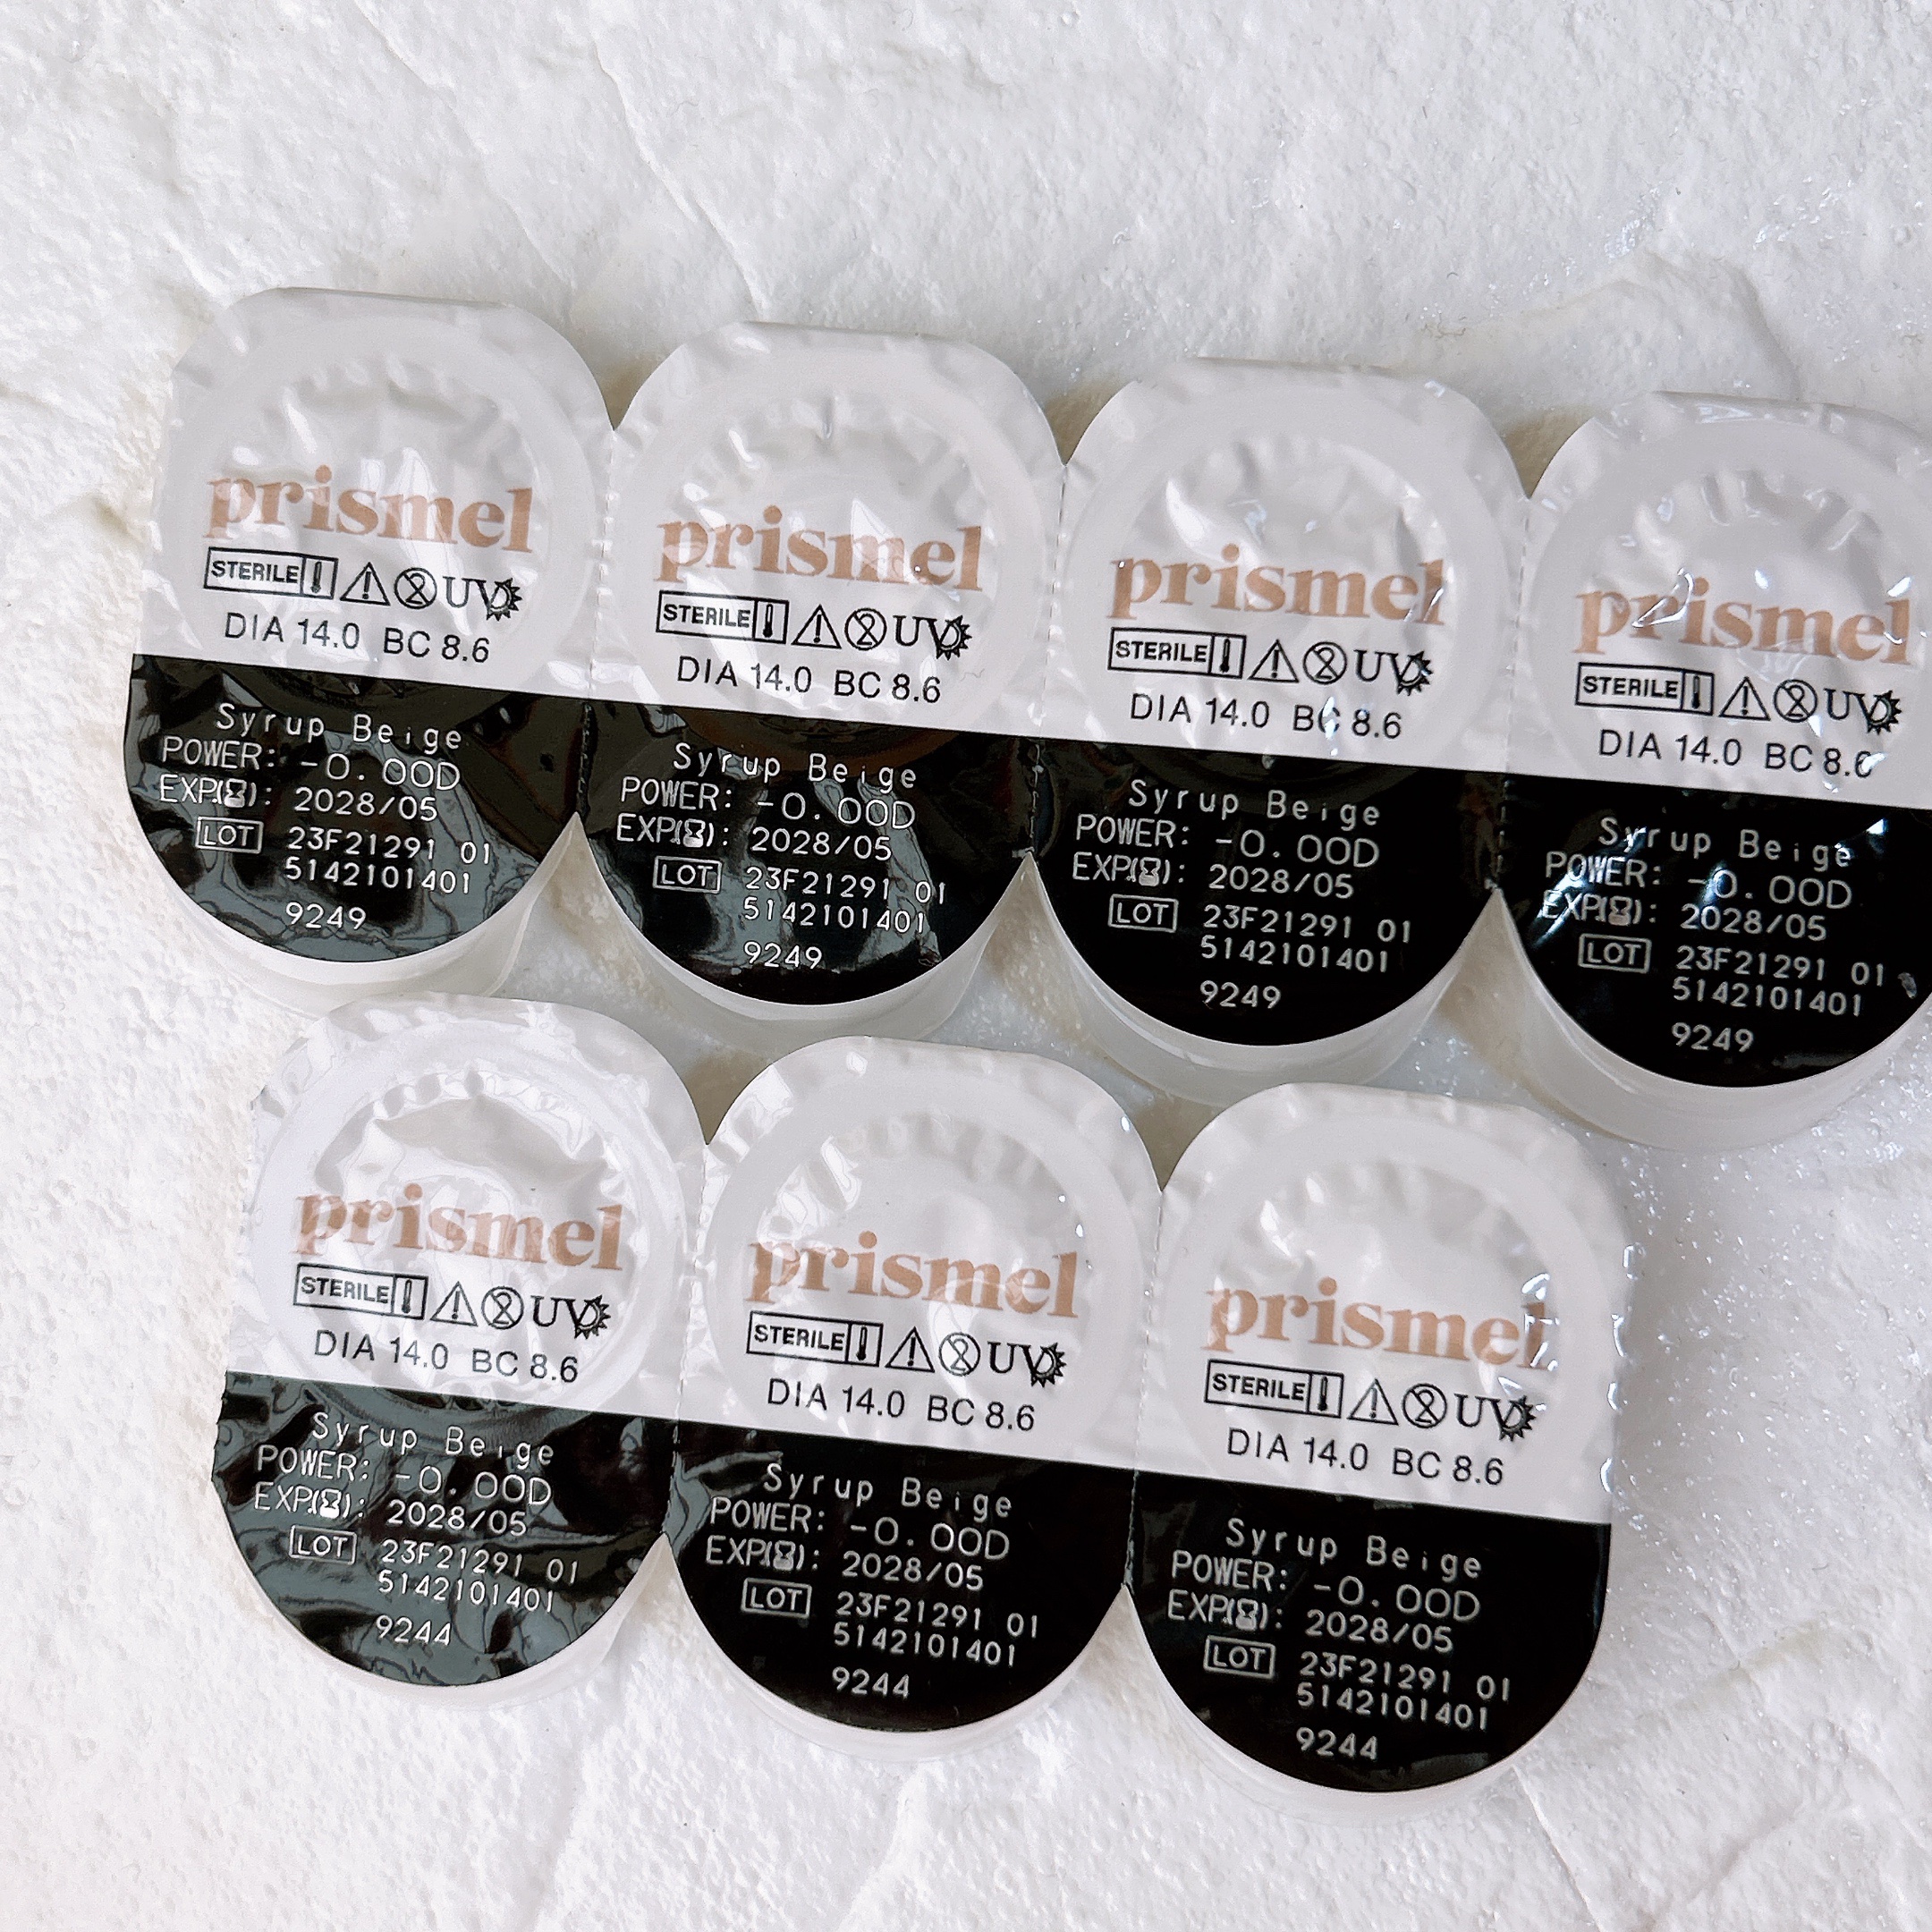 prismel
STERILE UV
DIA 14.0 BC 8.6
Syrup Beige
POWER: -0.00D
EXP(): 2028/05
LOT 23F21291 01
5142101401
9249
prismel
STERILE UV
DIA 14.0 BC 8.6
Syrup Beige
POWER: -0.00D
EXP(): 2028/05
LOT 23F21291 01
5142101401
9249
prismel
STERILE UV
DIA 14.0 BC 8.6
Syrup Beige
POWER: -0.00D
EXP(): 2028/05
LOT 23F21291 01
5142101401
9249
prismel
STERILE UV
DIA 14.0 BC 8.6
Syrup Beige
POWER: -0.00D
EXP(): 2028/05
LOT 23F21291 01
5142101401
9249
prismel
STERILE UV
DIA 14.0 BC 8.6
Syrup Beige
POWER: -0.00D
EXP(): 2028/05
LOT 23F21291 01
5142101401
9244
prismel
STERILE UV
DIA 14.0 BC 8.6
Syrup Beige
POWER: -0.00D
EXP(): 2028/05
LOT 23F21291 01
5142101401
9244
prismel
STERILE UV
DIA 14.0 BC 8.6
Syrup Beige
POWER: -0.00D
EXP(): 2028/05
LOT 23F21291 01
5142101401
9244